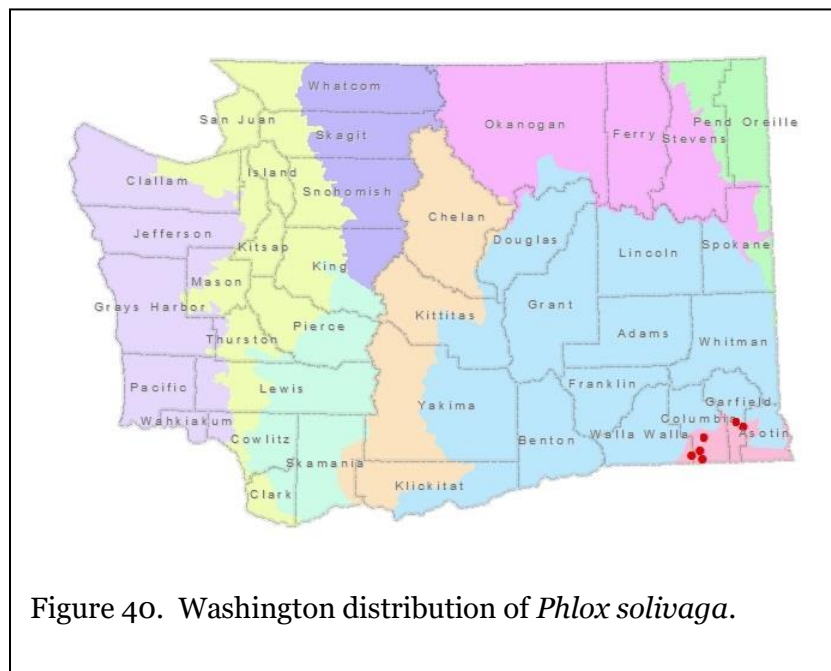 Whatcom
San Juan
Skagit
Okanogan
Pend Oreille
Ferry
Stevens
Island
Clallam
Snohomish
Chelan
Jefferson
Douglas
Kitsap
Lincoln
Spokane
King
Mason
Grays Harbor
Grant
Kittitas
Pierce
Adams
Thurston
Whitman
Pacific
Lewis
Franklin
Garfield
Yakima
Columbia
Wahkiakum
Cowlitz
Benton
Walla Walla
Asotin
Skamania
Klickitat
Clark
Figure 40. Washington distribution of Phlox solivaga.